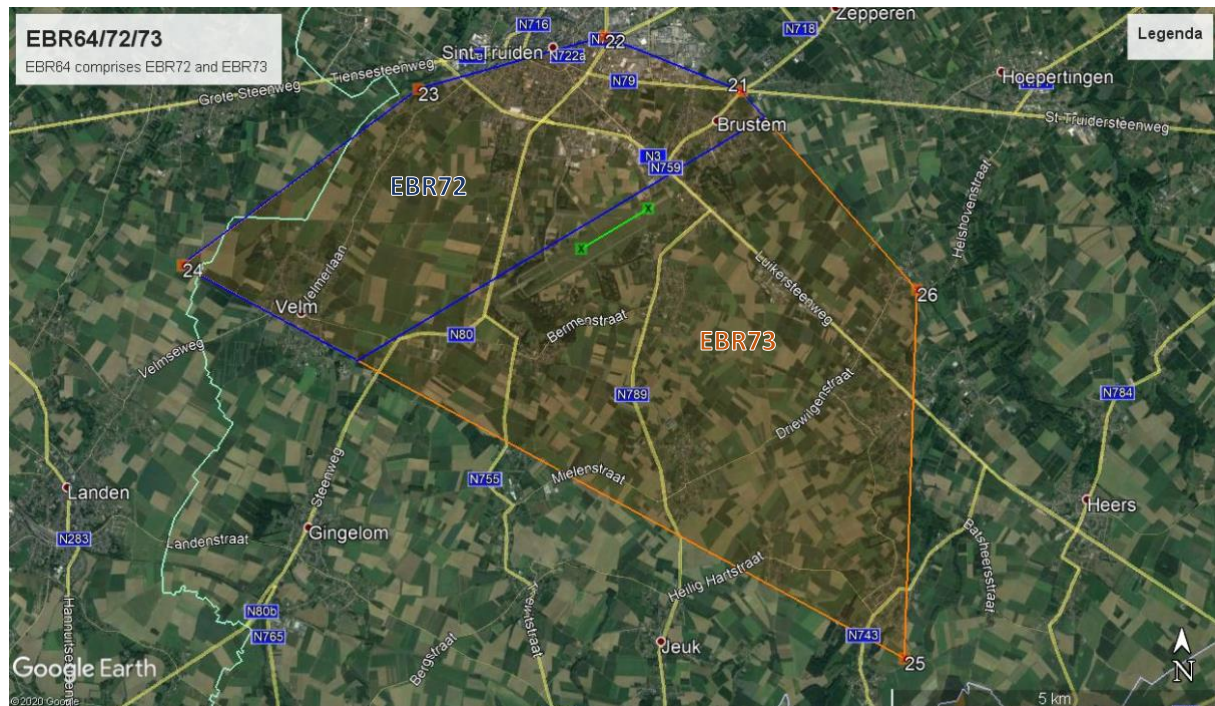 EBR64/72/73
EBR64 comprises EBR72 and EBR73
Legenda
Zepperen
N716
N718
22
Sint-Truiden
N722a
Tiensesteenweg
Grote Steenweg
23
N79
21
Hoepertingen
St-Truidersteenweg
Brustem
N3
N759
EBR72
Helshovenstraat
24
Velmerlaan
Velm
Luikersteenweg
26
Bermenstraat
N80
EBR73
Velmseweg
N789
N784
Driewilgenstraat
Steenweg
N755
Mielenstraat
Landen
Heers
N283
Landenstraat
Gingelom
Batsheersstraat
Heilig Hartstraat
N80b
N765
N743
Jeuk
Bergstraat
25
N
Google Earth
©2020 Google
5 km